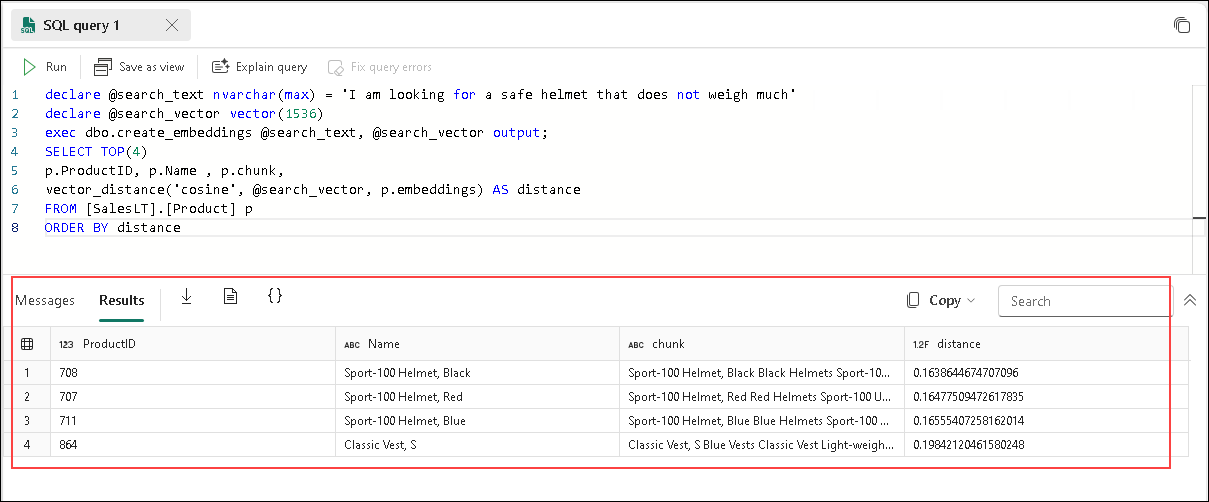 SQL query 1
Run Save as view Explain query Fix query errors
1 declare @search_text nvarchar(max) = 'I am looking for a safe helmet that does not weigh much'
2 declare @search_vector vector(1536)
3 exec dbo.create_embeddings @search_text, @search_vector output;
4 SELECT TOP(4)
5 p.ProductID, p.Name , p.chunk,
6 vector_distance('cosine', @search_vector, p.embeddings) AS distance
7 FROM [SalesLT].[Product] p
8 ORDER BY distance
Messages Results {} Copy Search
123 ProductID ABC Name ABC chunk 1.2F distance
1 708 Sport-100 Helmet, Black Sport-100 Helmet, Black Black Helmets Sport-10... 0.1638644674707096
2 707 Sport-100 Helmet, Red Sport-100 Helmet, Red Red Helmets Sport-100 U... 0.16477509472617835
3 711 Sport-100 Helmet, Blue Sport-100 Helmet, Blue Blue Helmets Sport-100 ... 0.16555407258162014
4 864 Classic Vest, S Classic Vest, S Blue Vests Classic Vest Light-weigh... 0.19842120461580248